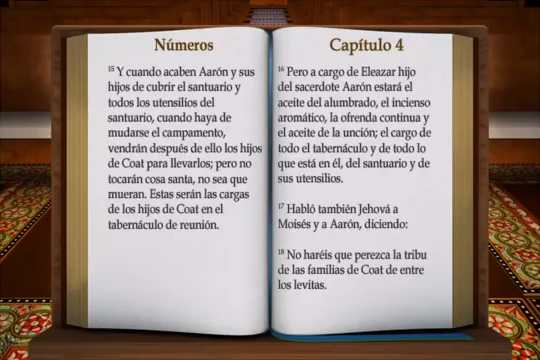 Números
15 Y cuando acaben Aarón y sus
hijos de cubrir el santuario y
todos los utensilios del
santuario, cuando haya de
mudarse el campamento,
vendrán después de ello los hijos
de Coat para llevarlos; pero no
tocarán cosa santa, no sea que
mueran. Estas serán las cargas
de los hijos de Coat en el
tabernáculo de reunión.
Capítulo 4
16 Pero a cargo de Eleazar hijo
del sacerdote Aarón estará el
aceite del alumbrado, el incienso
aromático, la ofrenda continua y
el aceite de la unción; el cargo de
todo el tabernáculo y de todo lo
que está en él, del santuario y de
sus utensilios.
17 Habló también Jehová a
Moisés y a Aarón, diciendo:
18 No haréis que perezca la tribu
de las familias de Coat de entre
los levitas.